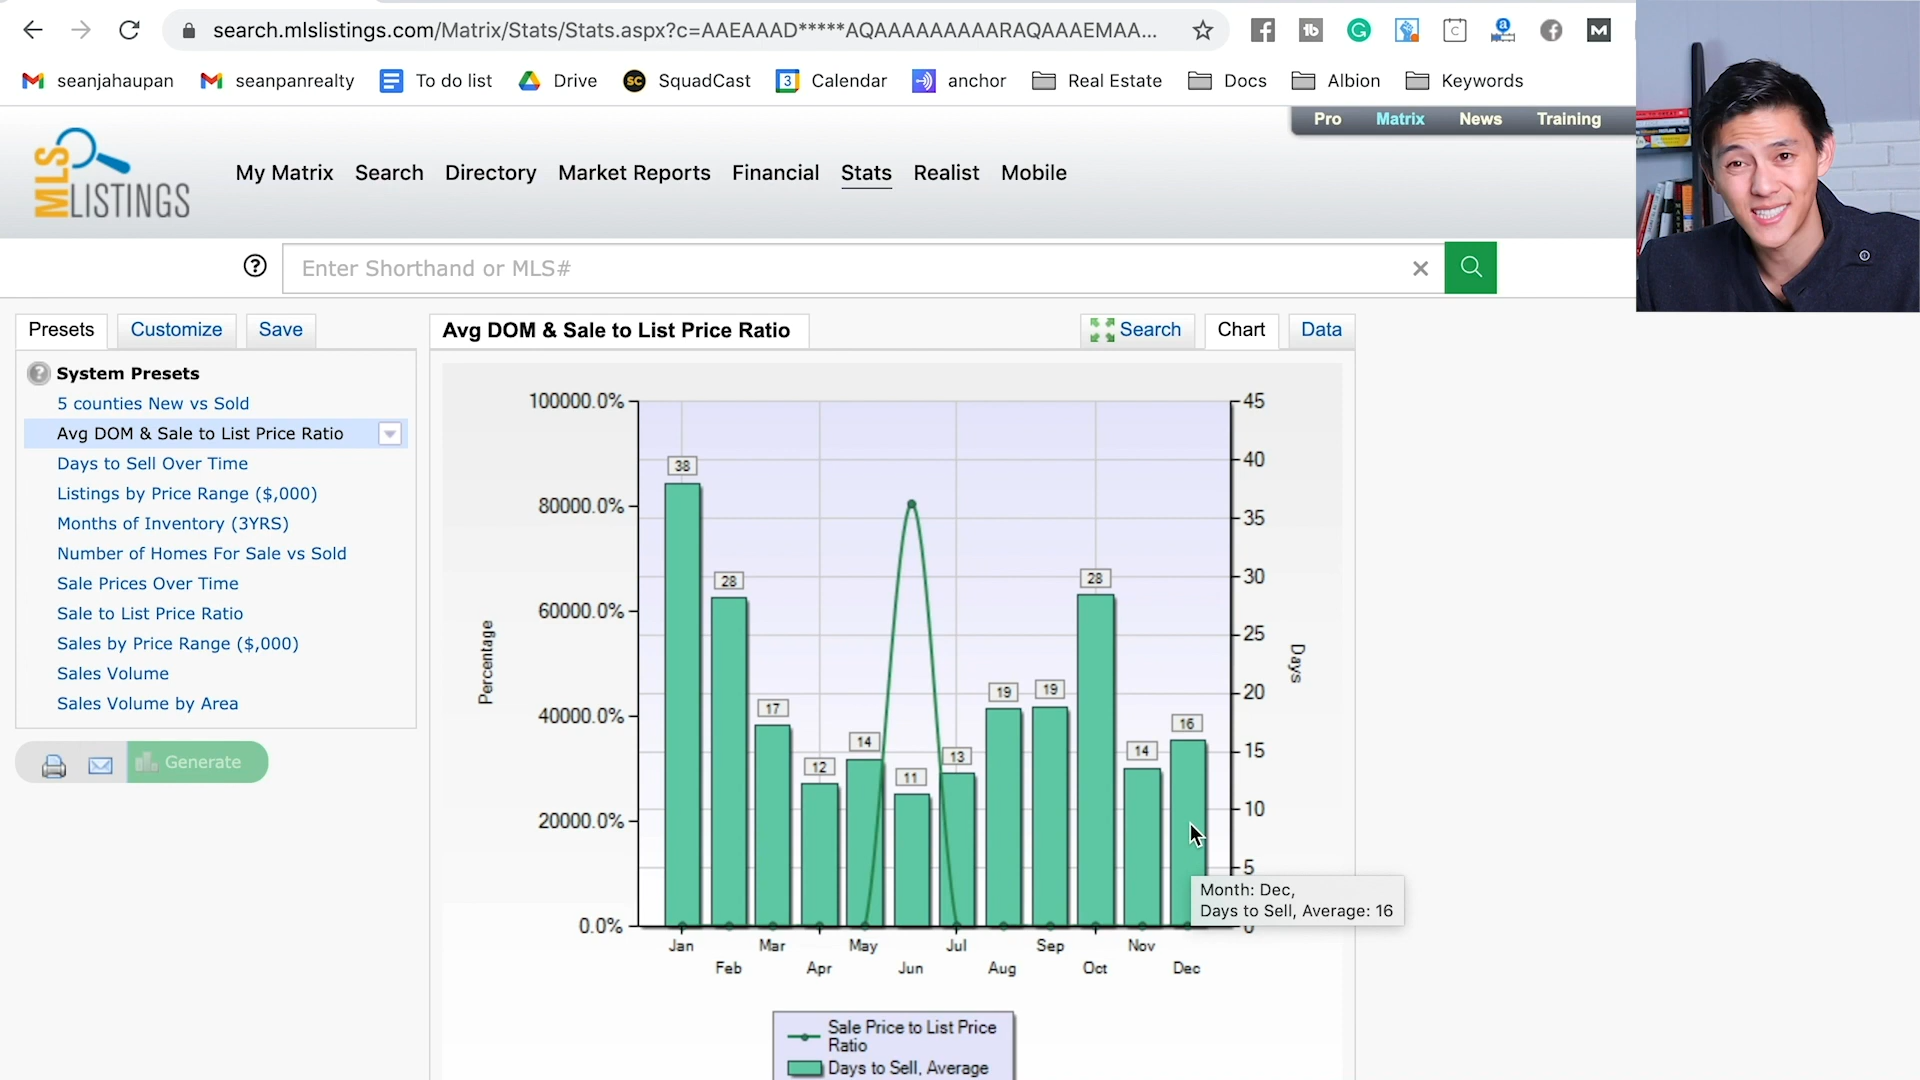 search.mlslistings.com/Matrix/Stats/Stats.aspx?c=AAEAAAD*****AQAAAAAAAAARAQAAAEMAA...
seanjahaupan
seanpanrealty
To do list
Drive
SquadCast
Calendar
anchor
Real Estate
Docs
Albion
Keywords
Pro
Matrix
News
Training
MLS
LISTINGS
My Matrix
Search
Directory
Market Reports
Financial
Stats
Realist
Mobile
Enter Shorthand or MLS#
Presets
Customize
Save
System Presets
5 counties New vs Sold
Avg DOM & Sale to List Price Ratio
Days to Sell Over Time
Listings by Price Range ($,000)
Months of Inventory (3YRS)
Number of Homes For Sale vs Sold
Sale Prices Over Time
Sale to List Price Ratio
Sales by Price Range ($,000)
Sales Volume
Sales Volume by Area
Generate
Avg DOM & Sale to List Price Ratio
Search
Chart
Data
100000.0%
80000.0%
60000.0%
40000.0%
20000.0%
0.0%
Percentage
38
28
17
12
14
11
13
19
19
28
14
16
45
40
35
30
25
20
15
10
5
0
Days
Jan
Feb
Mar
Apr
May
Jun
Jul
Aug
Sep
Oct
Nov
Dec
Month: Dec,
Days to Sell, Average: 16
Sale Price to List Price
Ratio
Days to Sell, Average